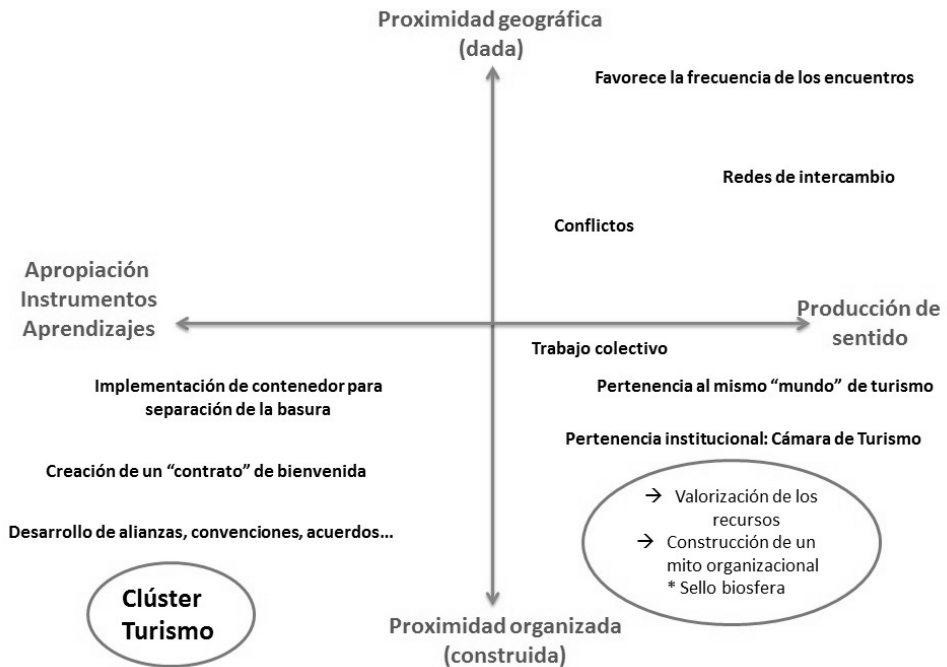 Proximidad geográfica
(dada)
Favorece la frecuencia de los encuentros
Redes de intercambio
Conflictos
Apropiación
Instrumentos
Aprendizajes
Producción de
sentido
Trabajo colectivo
Implementación de contenedor para
separación de la basura
Pertenencia al mismo “mundo” de turismo
Pertenencia institucional: Cámara de Turismo
Creación de un “contrato” de bienvenida
→ Valorización de los
recursos
→ Construcción de un
mito organizacional
* Sello biosfera
Desarrollo de alianzas, convenciones, acuerdos...
Clúster
Turismo
Proximidad organizada
(construida)